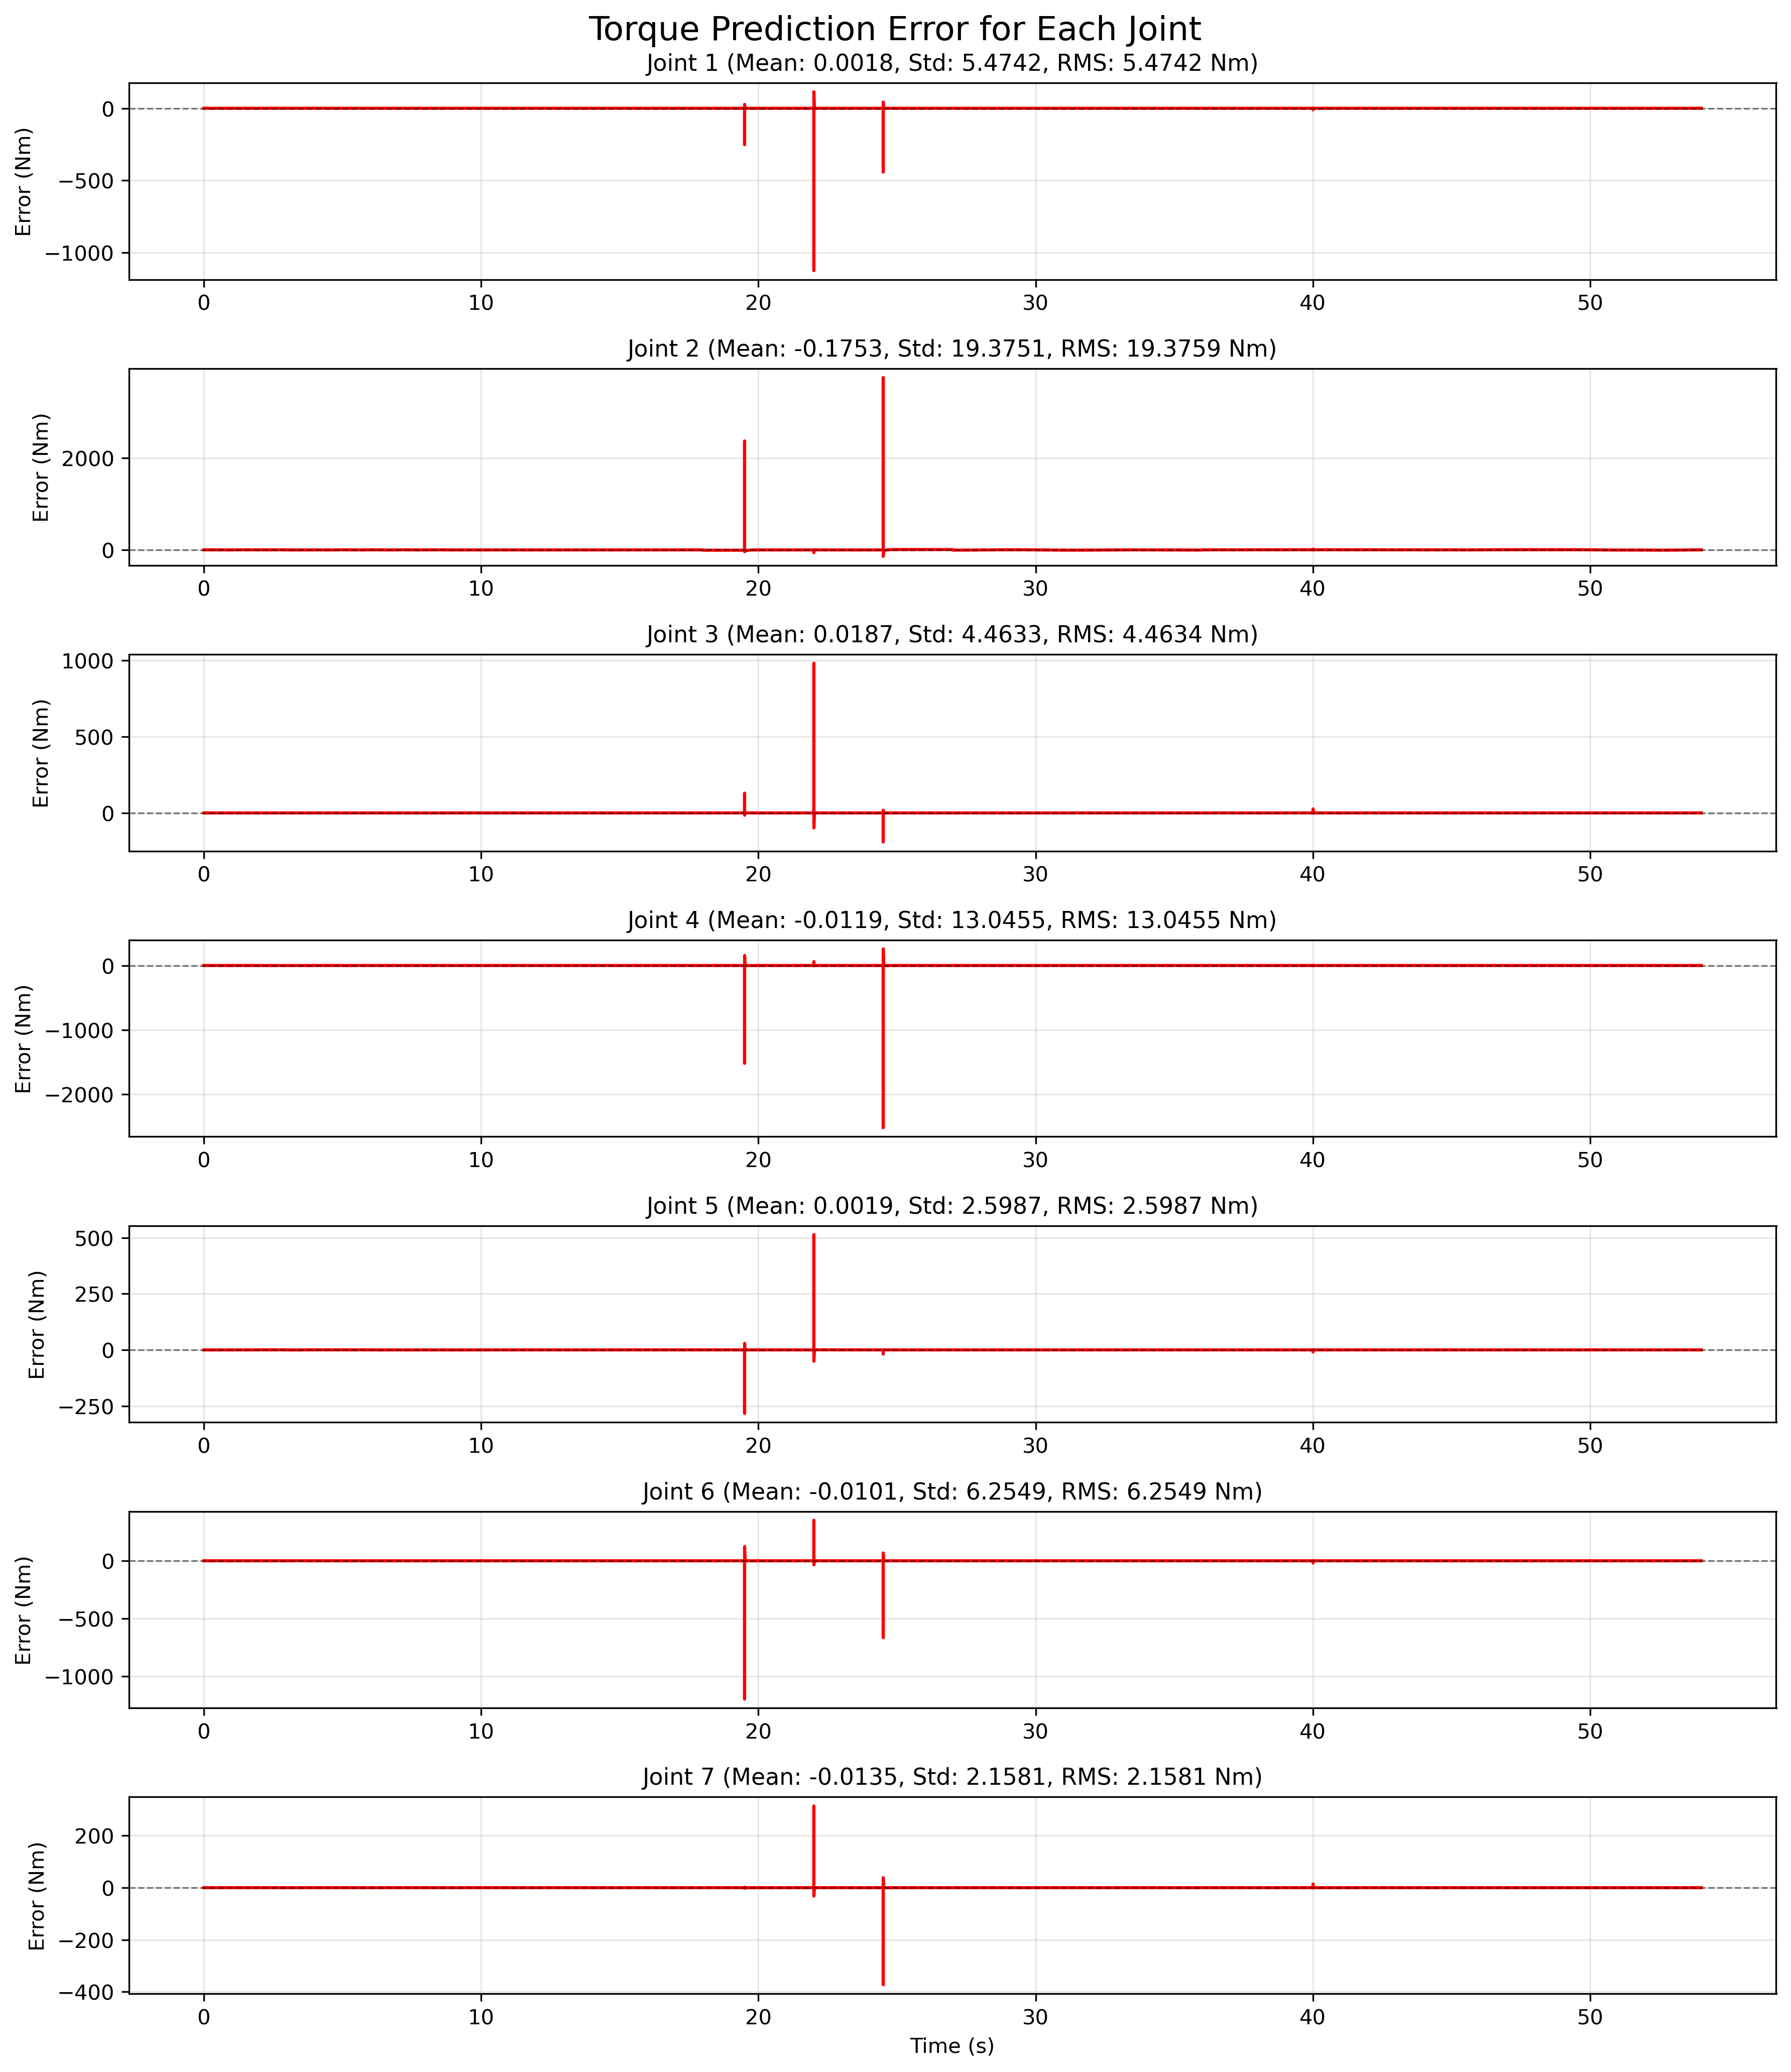 Torque Prediction Error for Each Joint
Joint 1 (Mean: 0.0018, Std: 5.4742, RMS: 5.4742 Nm)
Error (Nm)
0
−500
−1000
0 10 20 30 40 50
Joint 2 (Mean: -0.1753, Std: 19.3751, RMS: 19.3759 Nm)
Error (Nm)
2000
0
0 10 20 30 40 50
Joint 3 (Mean: 0.0187, Std: 4.4633, RMS: 4.4634 Nm)
Error (Nm)
1000
500
0
0 10 20 30 40 50
Joint 4 (Mean: -0.0119, Std: 13.0455, RMS: 13.0455 Nm)
Error (Nm)
0
−1000
−2000
0 10 20 30 40 50
Joint 5 (Mean: 0.0019, Std: 2.5987, RMS: 2.5987 Nm)
Error (Nm)
500
250
0
−250
0 10 20 30 40 50
Joint 6 (Mean: -0.0101, Std: 6.2549, RMS: 6.2549 Nm)
Error (Nm)
0
−500
−1000
0 10 20 30 40 50
Joint 7 (Mean: -0.0135, Std: 2.1581, RMS: 2.1581 Nm)
Error (Nm)
200
0
−200
−400
0 10 20 30 40 50
Time (s)